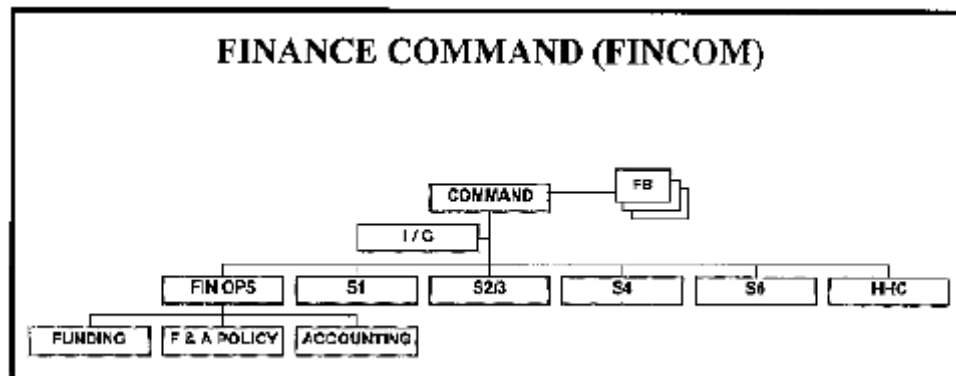 FINANCE COMMAND (FINCOM)
FB
COMMAND
I / G
FIN OPS S1 S2/3 S4 S6 HHC
FUNDING F & A POLICY ACCOUNTING